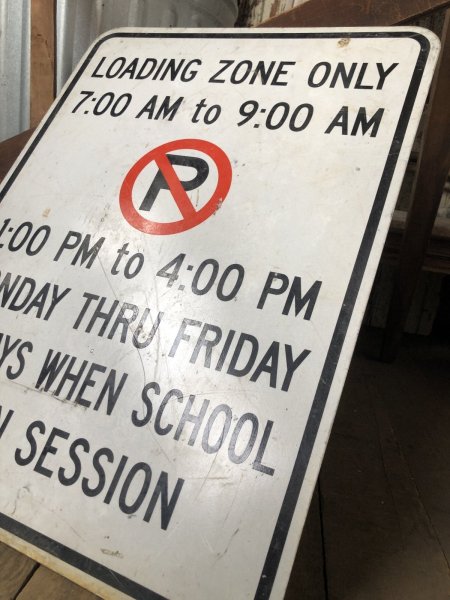 LOADING ZONE ONLY
7:00 AM to 9:00 AM
P
1:00 PM to 4:00 PM
NDAY THRU FRIDAY
YS WHEN SCHOOL
SESSION